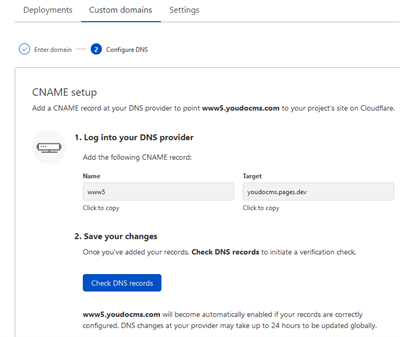 Deployments Custom domains Settings
Enter domain 2 Configure DNS
CNAME setup
Add a CNAME record at your DNS provider to point www5.youdocms.com to your project's site on Cloudflare.
1. Log into your DNS provider
Add the following CNAME record:
Name Target
www5 youdocms.pages.dev
Click to copy Click to copy
2. Save your changes
Once you've added your records, Check DNS records to initiate a verification check.
Check DNS records
www5.youdocms.com will become automatically enabled if your records are correctly
configured. DNS changes at your provider may take up to 24 hours to be updated globally.